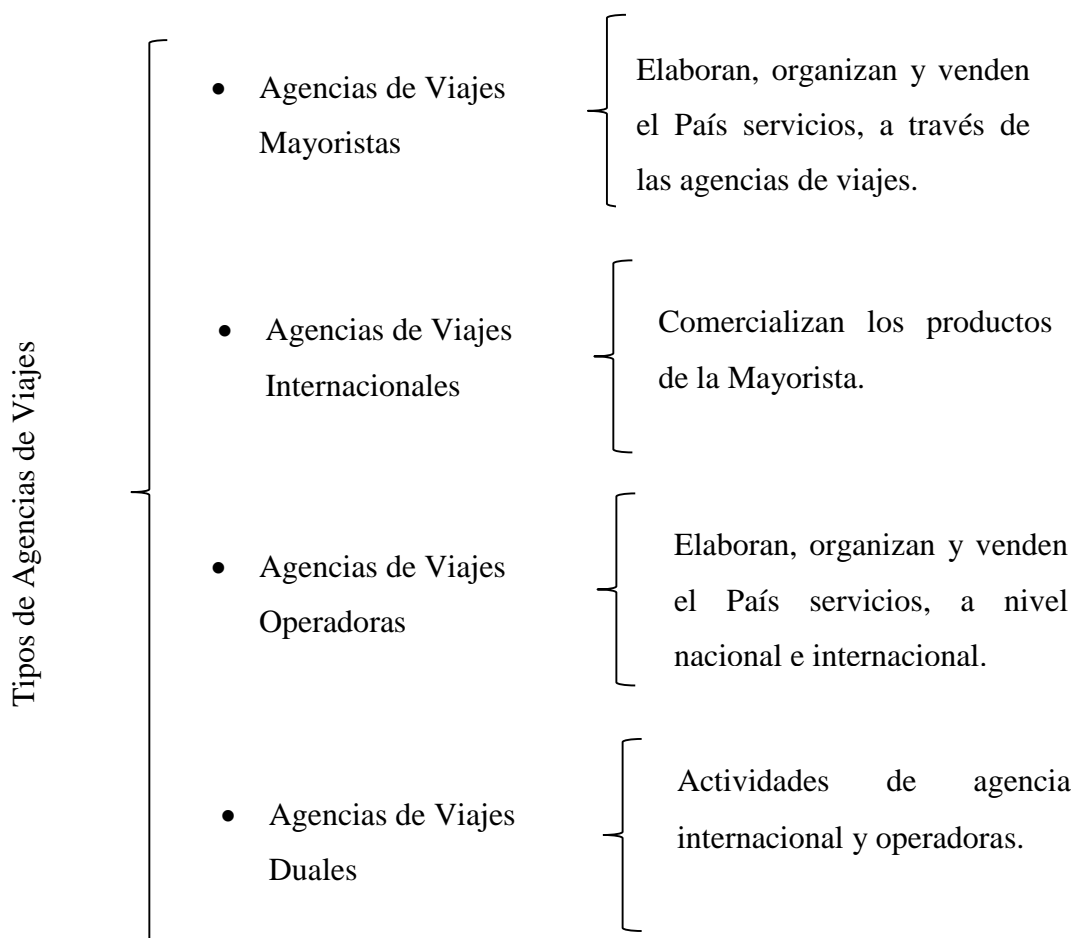 Tipos de Agencias de Viajes
• Agencias de Viajes
Mayoristas
Elaboran, organizan y venden
el País servicios, a través de
las agencias de viajes.
• Agencias de Viajes
Internacionales
Comercializan los productos
de la Mayorista.
• Agencias de Viajes
Operadoras
Elaboran, organizan y venden
el País servicios, a nivel
nacional e internacional.
• Agencias de Viajes
Duales
Actividades de agencia
internacional y operadoras.